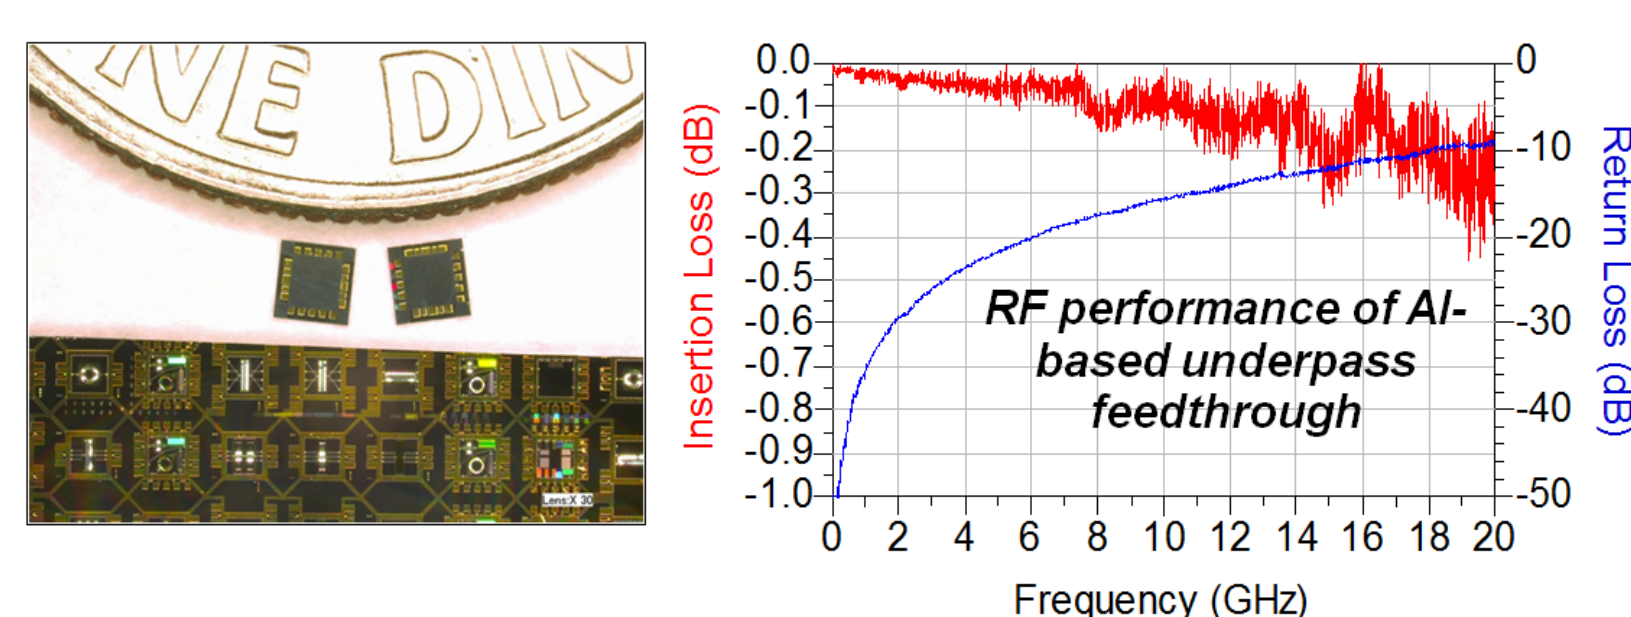 NE DIN
Lens:X 30
Insertion Loss (dB)
0.0
-0.1
-0.2
-0.3
-0.4
-0.5
-0.6
-0.7
-0.8
-0.9
-1.0
RF performance of Al-
based underpass
feedthrough
0
-10
-20
-30
-40
-50
Return Loss (dB)
0 2 4 6 8 10 12 14 16 18 20
Frequency (GHz)